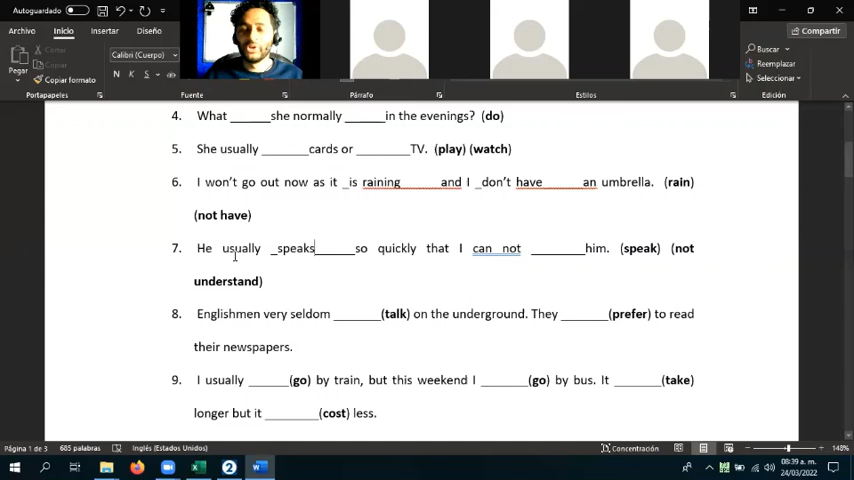 Autoguardado
Archivo Inicio Insertar Diseño Compartir
Pegar Cortar Copiar Copiar formato
Calibri (Cuerpo)
N K S
Buscar
Reemplazar
Seleccionar
Portapapeles Fuente Párrafo Estilos Edición
4. What ______she normally ______in the evenings? (do)
5. She usually _______cards or ________TV. (play) (watch)
6. I won't go out now as it _is raining______and I _don't have______an umbrella. (rain)
(not have)
7. He usually _speaks______so quickly that I can not ________him. (speak) (not
understand)
8. Englishmen very seldom _______(talk) on the underground. They _______(prefer) to read
their newspapers.
9. I usually ______(go) by train, but this weekend I _______(go) by bus. It _______(take)
longer but it ________(cost) less.
Página 1 de 3 685 palabras Inglés (Estados Unidos) Concentración 148%
08:39 a. m.
24/03/2022
2